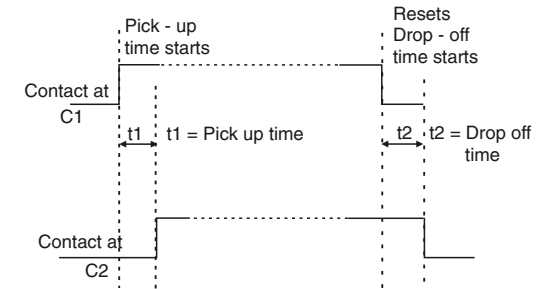 Pick - up
time starts
Resets
Drop - off
time starts
Contact at
C1
t1
t1 = Pick up time
t2
t2 = Drop off
time
Contact at
C2